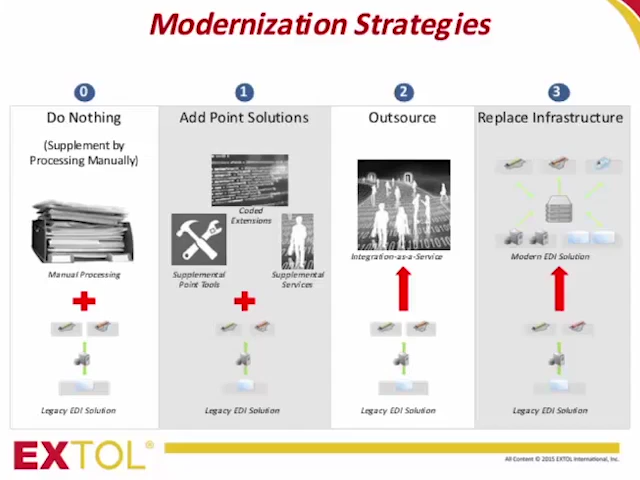 Modernization Strategies
0
1
2
3
Do Nothing
(Supplement by
Processing Manually)
Manual Processing
Legacy EDI Solution
Add Point Solutions
Coded
Extensions
Supplemental
Point Tools
Supplemental
Services
Legacy EDI Solution
Outsource
Integration-as-a-Service
Legacy EDI Solution
Replace Infrastructure
Modern EDI Solution
Legacy EDI Solution
EXTOL®
All Content © 2015 EXTOL International, Inc.